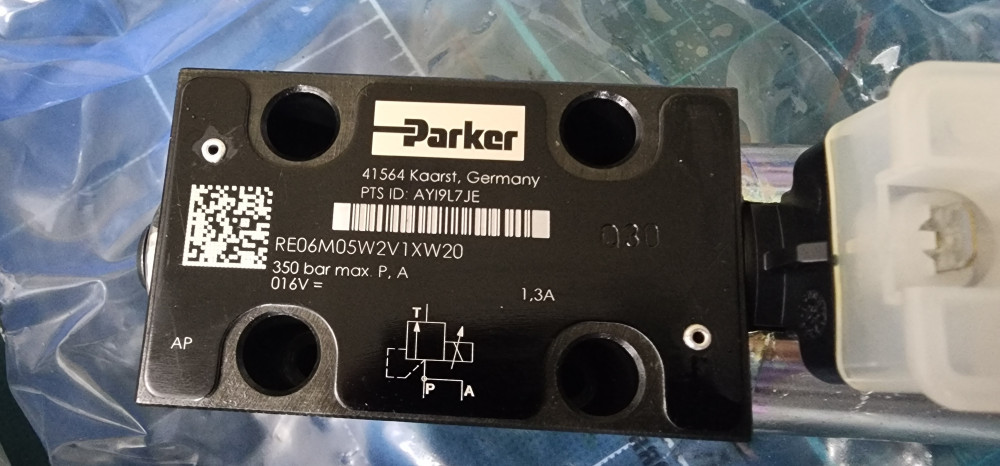 Parker
41564 Kaarst, Germany
PTS ID: AYI9L7JE
RE06M05W2V1XW20
030
350 bar max. P, A
016V =
1,3A
T
AP
P
A